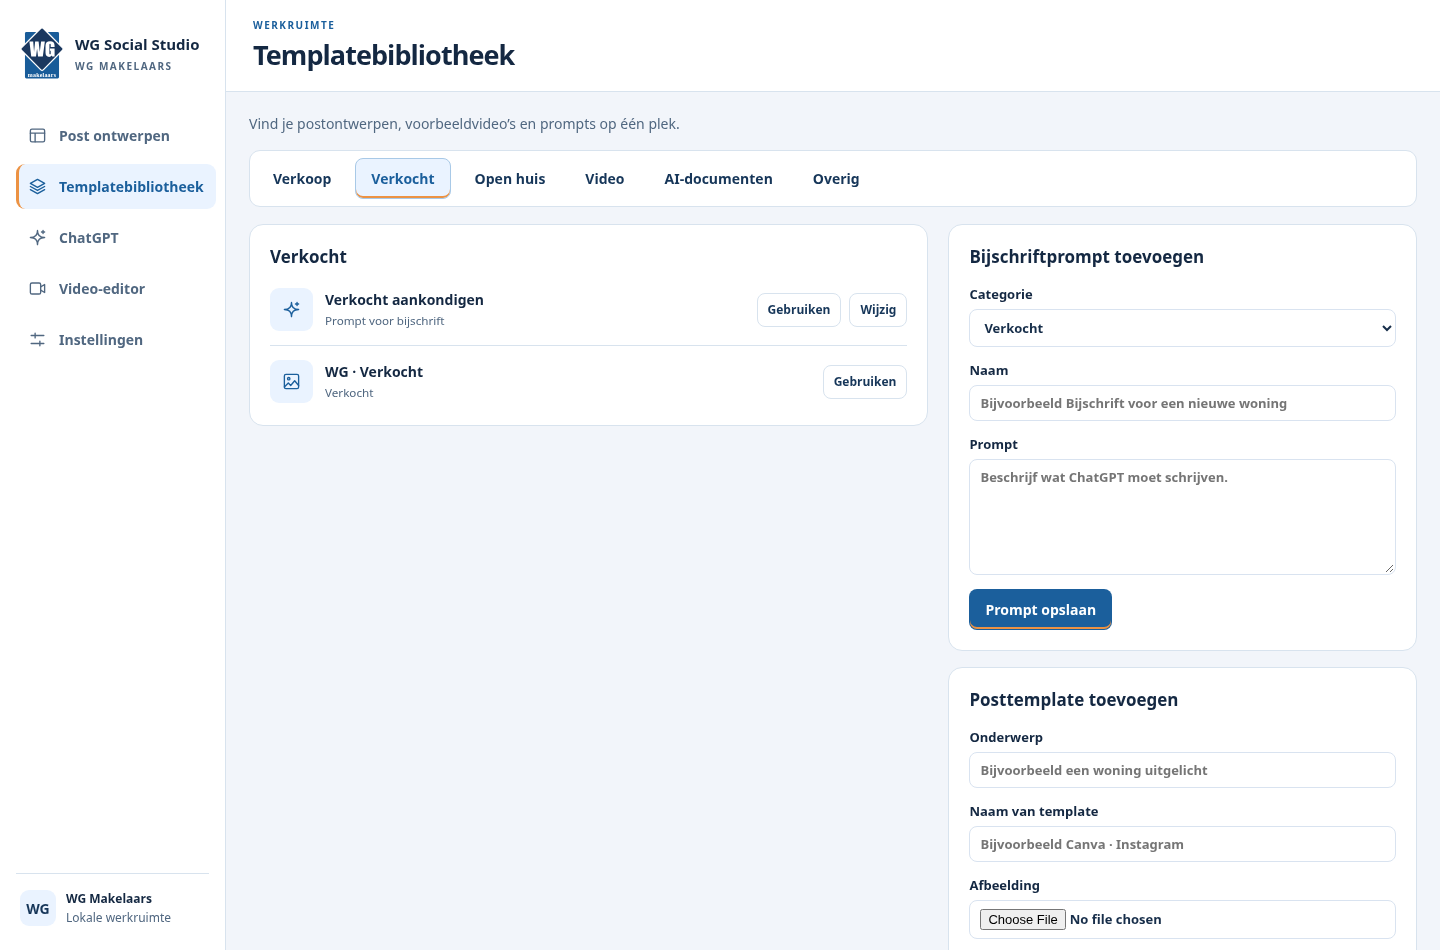 WG
makelaars
WG Social Studio
WG MAKELAARS
Post ontwerpen
Templatebibliotheek
ChatGPT
Video-editor
Instellingen
WG
WG Makelaars
Lokale werkruimte
WERKRUIMTE
Templatebibliotheek
Vind je postontwerpen, voorbeeldvideo’s en prompts op één plek.
Verkoop
Verkocht
Open huis
Video
AI-documenten
Overig
Verkocht
Verkocht aankondigen
Prompt voor bijschrift
Gebruiken
Wijzig
WG · Verkocht
Verkocht
Gebruiken
Bijschriftprompt toevoegen
Categorie
Verkocht
Naam
Bijvoorbeeld Bijschrift voor een nieuwe woning
Prompt
Beschrijf wat ChatGPT moet schrijven.
Prompt opslaan
Posttemplate toevoegen
Onderwerp
Bijvoorbeeld een woning uitgelicht
Naam van template
Bijvoorbeeld Canva · Instagram
Afbeelding
Choose File No file chosen